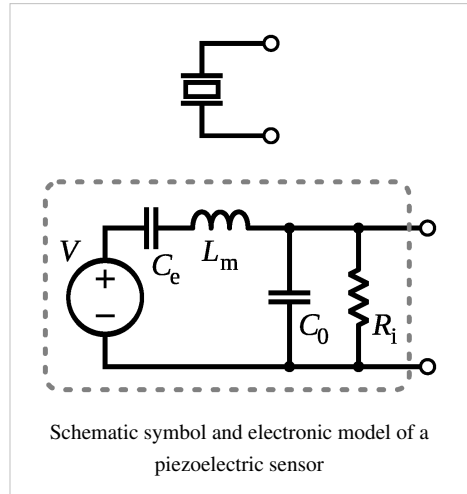 V
+
−
Cₑ
Lₘ
C₀
Rᵢ
Schematic symbol and electronic model of a
piezoelectric sensor